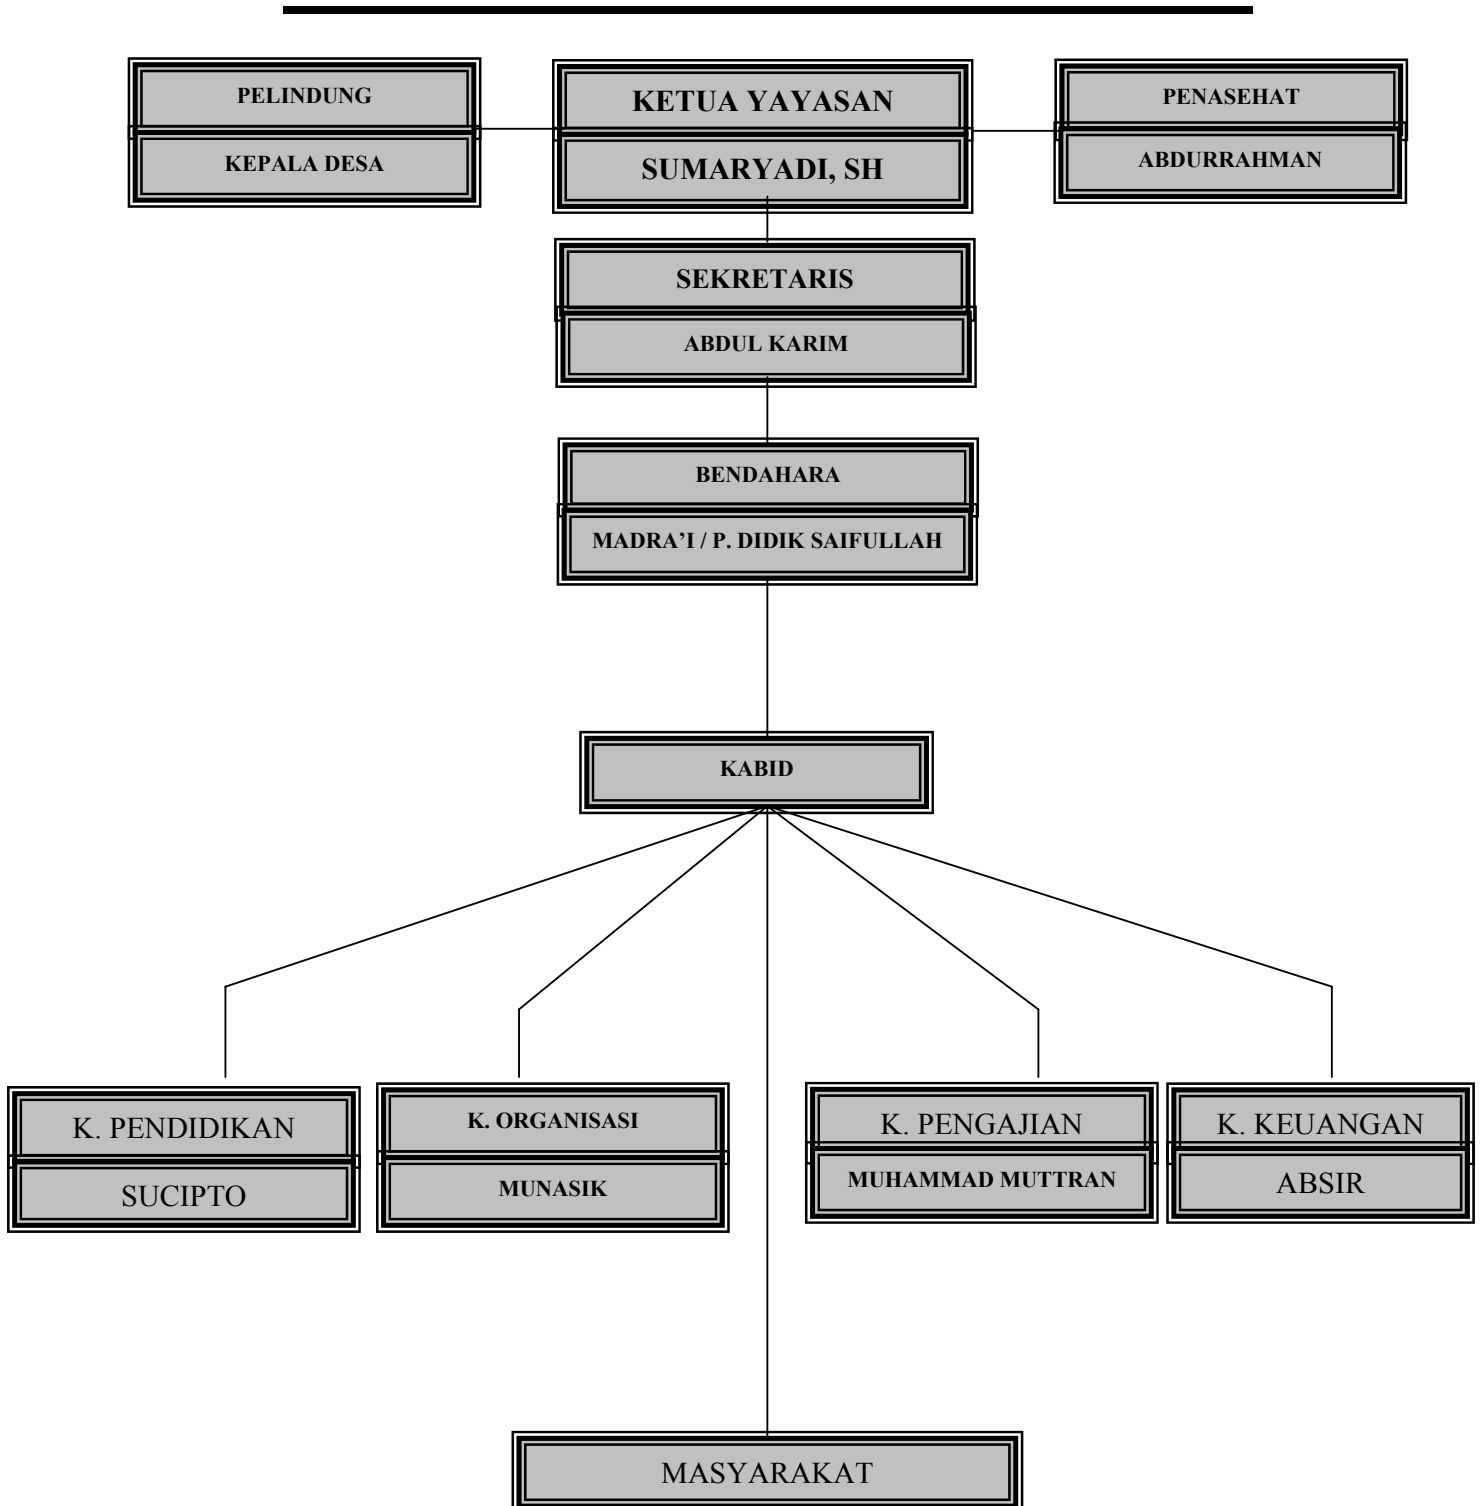 PELINDUNG
KEPALA DESA
KETUA YAYASAN
SUMARYADI, SH
PENASEHAT
ABDURRAHMAN
SEKRETARIS
ABDUL KARIM
BENDAHARA
MADRA’I / P. DIDIK SAIFULLAH
KABID
K. PENDIDIKAN
SUCIPTO
K. ORGANISASI
MUNASIK
K. PENGAJIAN
MUHAMMAD MUTTRAN
K. KEUANGAN
ABSIR
MASYARAKAT